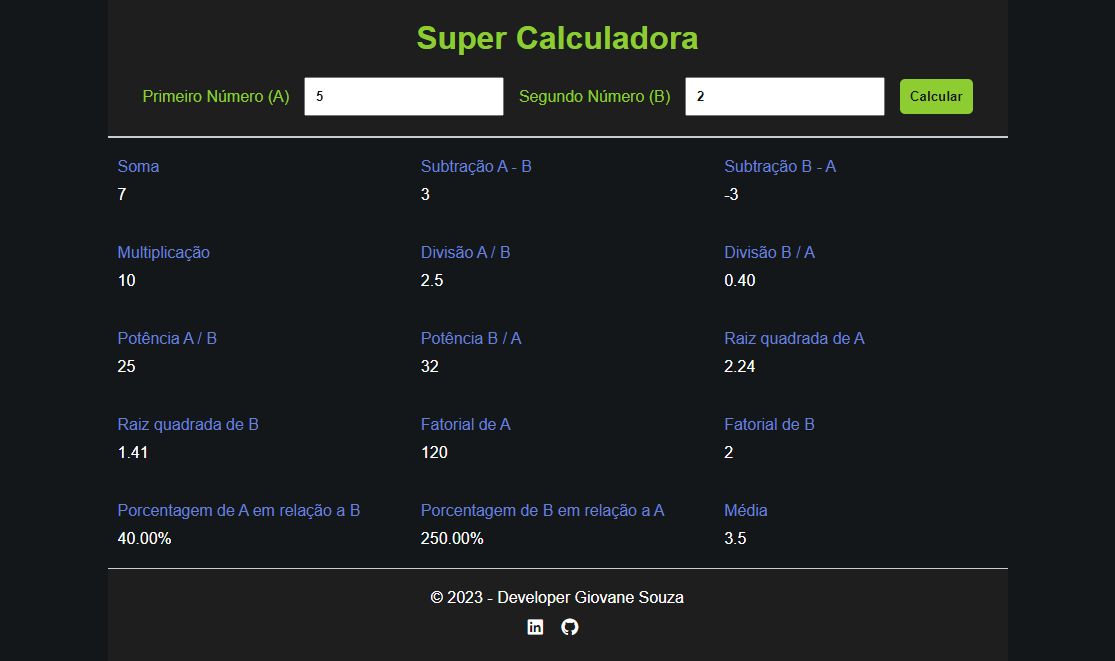 Super Calculadora
Primeiro Número (A) 5 Segundo Número (B) 2 Calcular
Soma Subtração A - B Subtração B - A
7 3 -3
Multiplicação Divisão A / B Divisão B / A
10 2.5 0.40
Potência A / B Potência B / A Raiz quadrada de A
25 32 2.24
Raiz quadrada de B Fatorial de A Fatorial de B
1.41 120 2
Porcentagem de A em relação a B Porcentagem de B em relação a A Média
40.00% 250.00% 3.5
© 2023 - Developer Giovane Souza
in